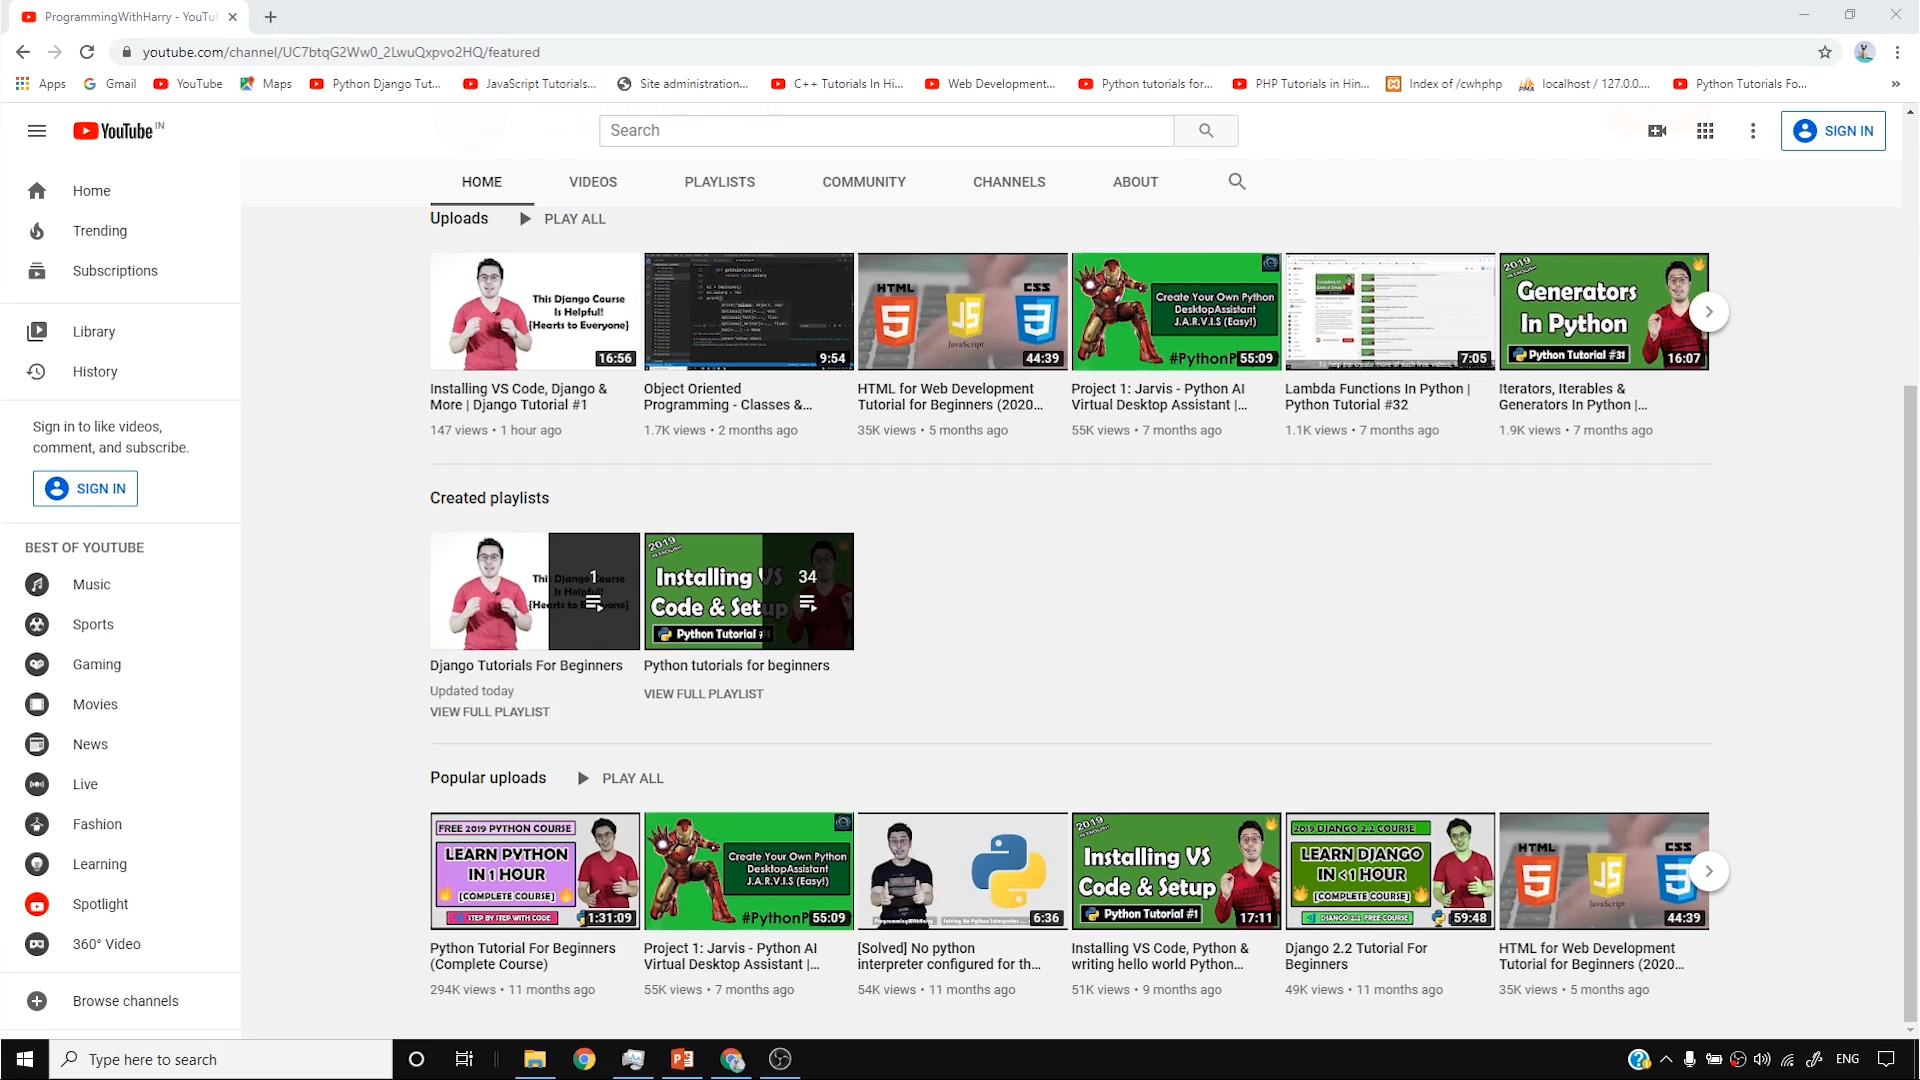 ProgrammingWithHarry - YouTu
youtube.com/channel/UC7btqG2Ww0_2LwuQxpvo2HQ/featured
Apps
Gmail
YouTube
Maps
Python Django Tut...
JavaScript Tutorials...
Site administration...
C++ Tutorials In Hi...
Web Development...
Python tutorials for...
PHP Tutorials in Hin...
Index of /cwhphp
localhost / 127.0.0....
Python Tutorials Fo...
YouTube IN
Search
SIGN IN
HOME
VIDEOS
PLAYLISTS
COMMUNITY
CHANNELS
ABOUT
Home
Trending
Subscriptions
Library
History
Sign in to like videos,
comment, and subscribe.
SIGN IN
BEST OF YOUTUBE
Music
Sports
Gaming
Movies
News
Live
Fashion
Learning
Spotlight
360° Video
Browse channels
Uploads
PLAY ALL
This Django Course
Is Helpful!
{Hearts to Everyone}
16:56
Installing VS Code, Django &
More | Django Tutorial #1
147 views • 1 hour ago
9:54
Object Oriented
Programming - Classes &...
1.7K views • 2 months ago
HTML
5
JS
JavaScript
CSS
3
44:39
HTML for Web Development
Tutorial for Beginners (2020...
35K views • 5 months ago
Create Your Own Python
DesktopAssistant
J.A.R.V.I.S (Easy!)
#PythonP
55:09
Project 1: Jarvis - Python AI
Virtual Desktop Assistant |...
55K views • 7 months ago
7:05
Lambda Functions In Python |
Python Tutorial #32
1.1K views • 7 months ago
2019
Generators
In Python
Python Tutorial #31
16:07
Iterators, Iterables &
Generators In Python |...
1.9K views • 7 months ago
Created playlists
This Django Course
{Hearts to Everyone}
1
Django Tutorials For Beginners
Updated today
VIEW FULL PLAYLIST
2019
Installing VS
Code & Setup
Python Tutorial #1
34
Python tutorials for beginners
VIEW FULL PLAYLIST
Popular uploads
PLAY ALL
FREE 2019 PYTHON COURSE
LEARN PYTHON
IN 1 HOUR
[COMPLETE COURSE]
STEP BY STEP WITH CODE
1:31:09
Python Tutorial For Beginners
(Complete Course)
294K views • 11 months ago
Create Your Own Python
DesktopAssistant
J.A.R.V.I.S (Easy!)
#PythonP
55:09
Project 1: Jarvis - Python AI
Virtual Desktop Assistant |...
55K views • 7 months ago
6:36
[Solved] No python
interpreter configured for th...
54K views • 11 months ago
2019
Installing VS
Code & Setup
Python Tutorial #1
17:11
Installing VS Code, Python &
writing hello world Python...
51K views • 9 months ago
2019 DJANGO 2.2 COURSE
LEARN DJANGO
IN <1 HOUR
[COMPLETE COURSE]
DJANGO 2.2 FREE COURSE
59:48
Django 2.2 Tutorial For
Beginners
49K views • 11 months ago
HTML
5
JS
JavaScript
CSS
3
44:39
HTML for Web Development
Tutorial for Beginners (2020...
35K views • 5 months ago
Type here to search
ENG